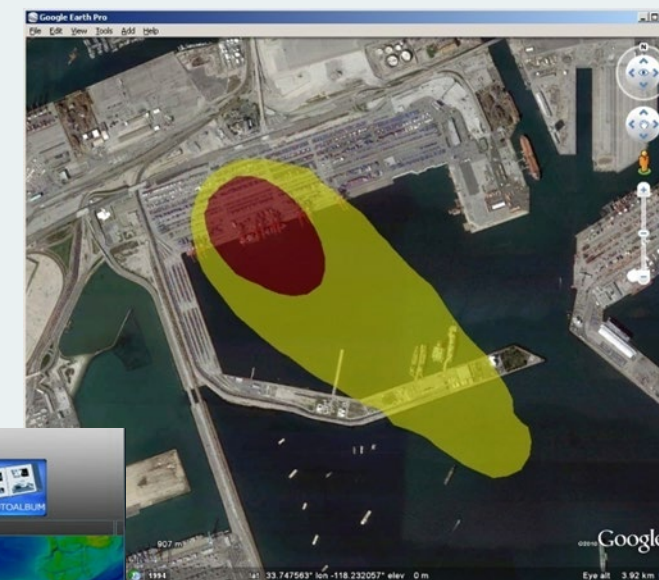 Google Earth Pro
File Edit View Tools Add Help
N
TOALBUM
907 m
©2010 Google
1994
lat 33.747563° lon -118.232057° elev 0 m
Eye alt 3.92 km